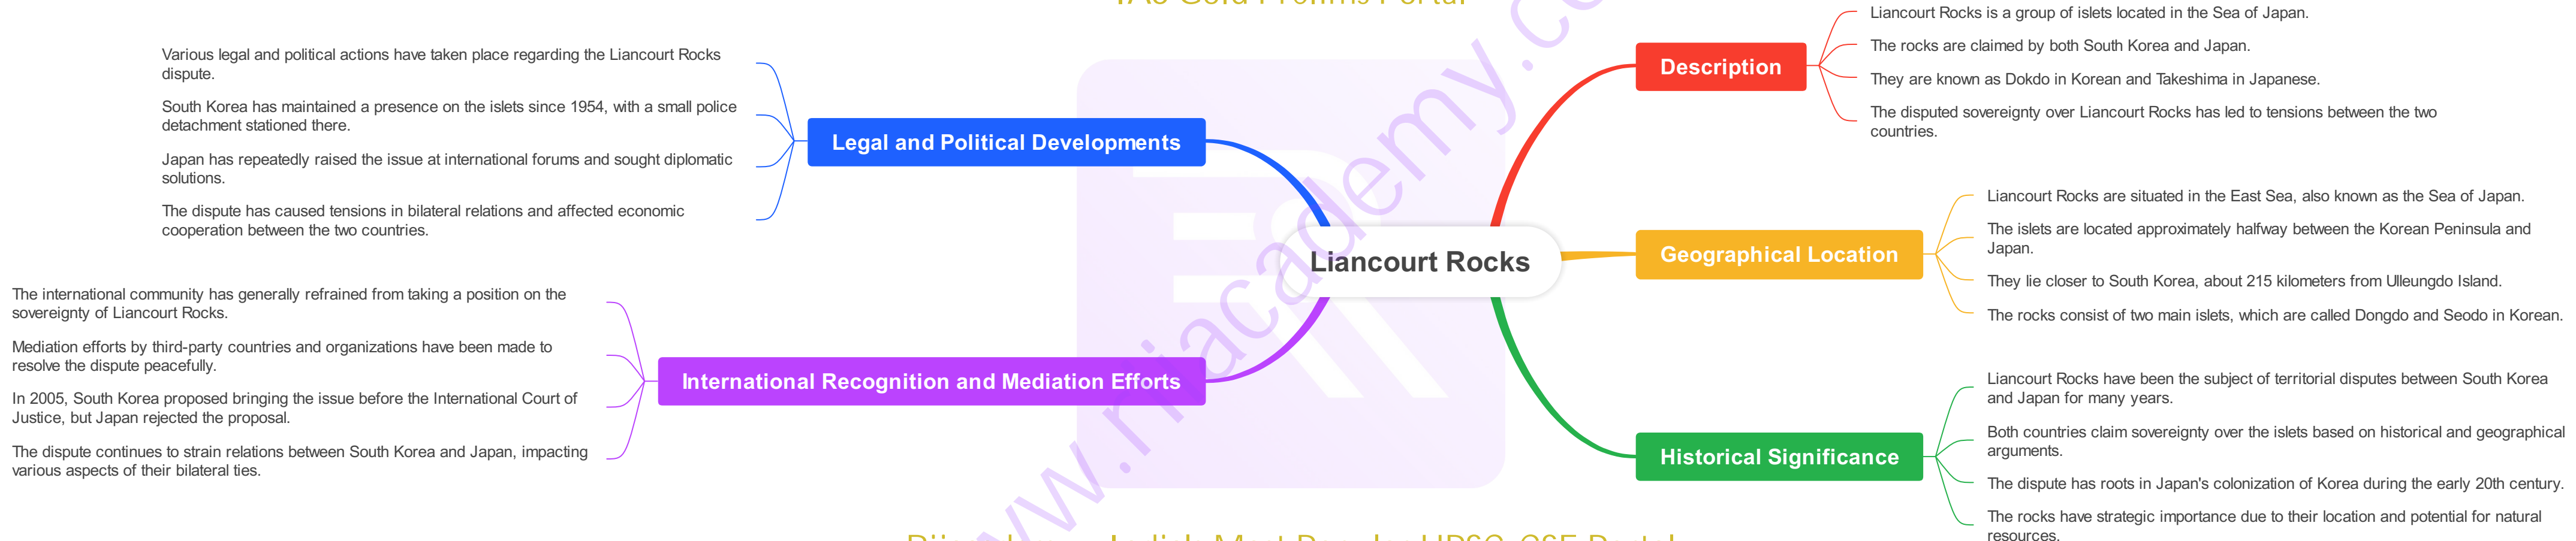 Liancourt Rocks
Description
Liancourt Rocks is a group of islets located in the Sea of Japan.
The rocks are claimed by both South Korea and Japan.
They are known as Dokdo in Korean and Takeshima in Japanese.
The disputed sovereignty over Liancourt Rocks has led to tensions between the two
countries.
Geographical Location
Liancourt Rocks are situated in the East Sea, also known as the Sea of Japan.
The islets are located approximately halfway between the Korean Peninsula and
Japan.
They lie closer to South Korea, about 215 kilometers from Ulleungdo Island.
The rocks consist of two main islets, which are called Dongdo and Seodo in Korean.
Historical Significance
Liancourt Rocks have been the subject of territorial disputes between South Korea
and Japan for many years.
Both countries claim sovereignty over the islets based on historical and geographical
arguments.
The dispute has roots in Japan's colonization of Korea during the early 20th century.
The rocks have strategic importance due to their location and potential for natural
resources.
Legal and Political Developments
Various legal and political actions have taken place regarding the Liancourt Rocks
dispute.
South Korea has maintained a presence on the islets since 1954, with a small police
detachment stationed there.
Japan has repeatedly raised the issue at international forums and sought diplomatic
solutions.
The dispute has caused tensions in bilateral relations and affected economic
cooperation between the two countries.
International Recognition and Mediation Efforts
The international community has generally refrained from taking a position on the
sovereignty of Liancourt Rocks.
Mediation efforts by third-party countries and organizations have been made to
resolve the dispute peacefully.
In 2005, South Korea proposed bringing the issue before the International Court of
Justice, but Japan rejected the proposal.
The dispute continues to strain relations between South Korea and Japan, impacting
various aspects of their bilateral ties.